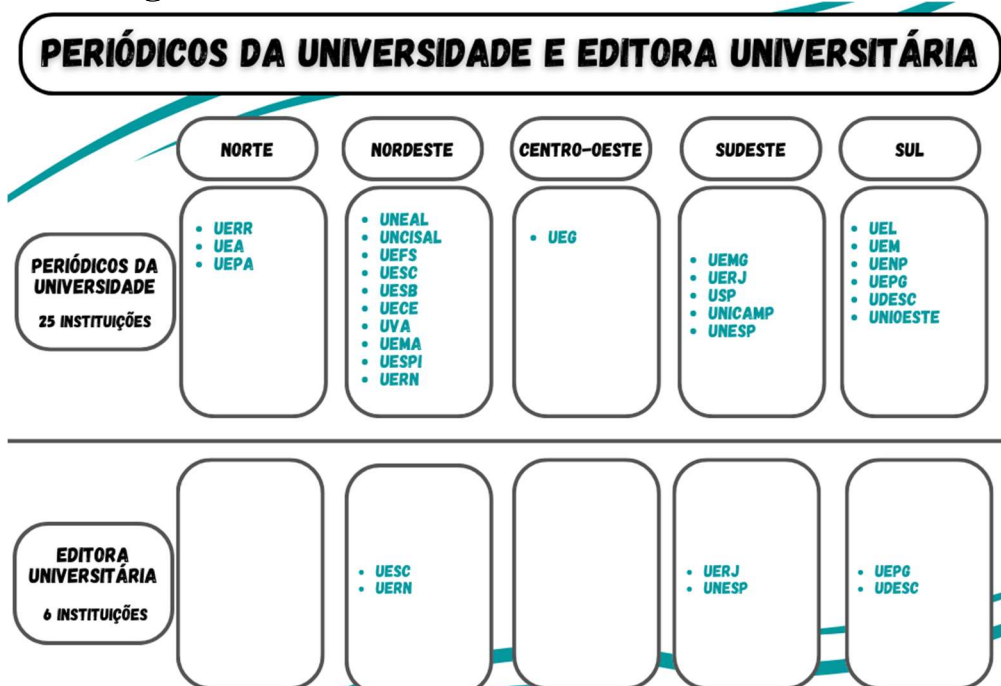 PERIÓDICOS DA UNIVERSIDADE E EDITORA UNIVERSITÁRIA
NORTE
NORDESTE
CENTRO-OESTE
SUDESTE
SUL
PERIÓDICOS DA
UNIVERSIDADE
25 INSTITUIÇÕES
• UERR
• UEA
• UEPA
• UNEAL
• UNCISAL
• UEFS
• UESC
• UESB
• UECE
• UVA
• UEMA
• UESPI
• UERN
• UEG
• UEMG
• UERJ
• USP
• UNICAMP
• UNESP
• UEL
• UEM
• UENP
• UEPG
• UDESC
• UNIOESTE
EDITORA
UNIVERSITÁRIA
6 INSTITUIÇÕES
• UESC
• UERN
• UERJ
• UNESP
• UEPG
• UDESC